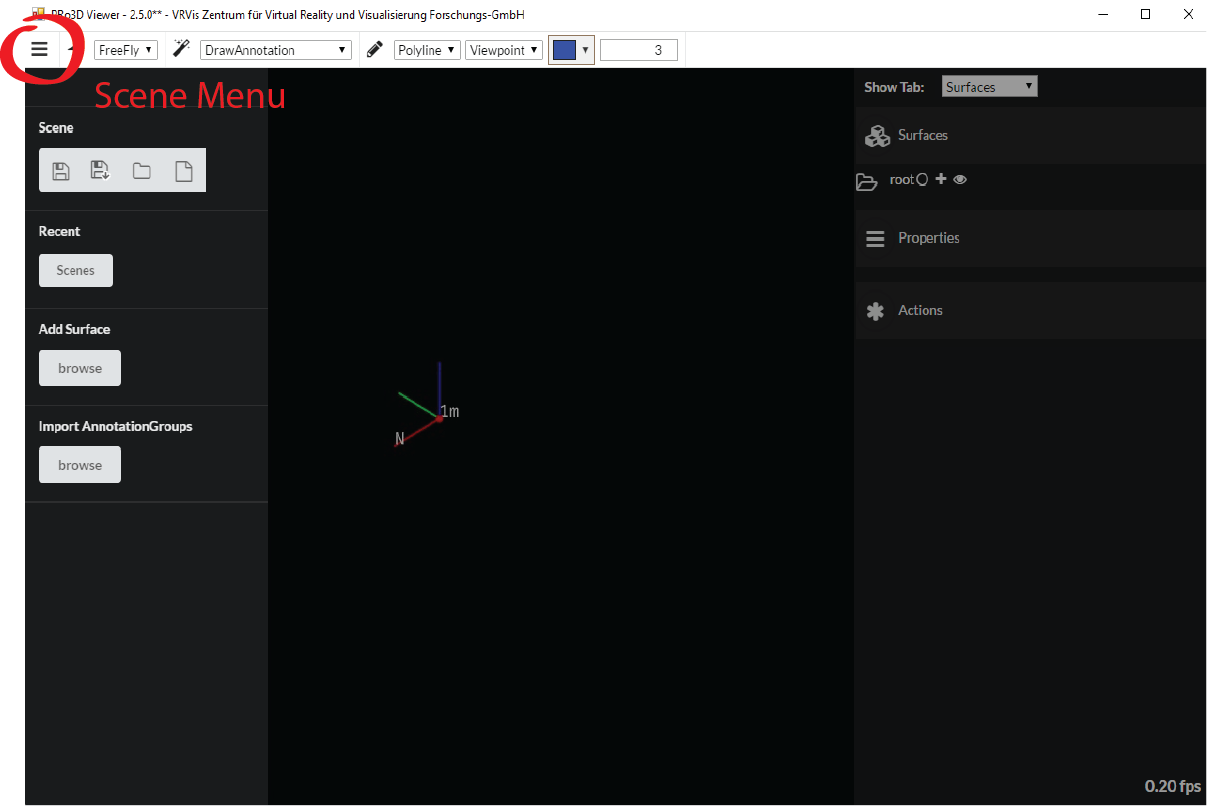 PRo3D Viewer - 2.5.0** - VRVis Zentrum für Virtual Reality und Visualisierung Forschungs-GmbH
FreeFly DrawAnnotation Polyline Viewpoint 3
Scene Menu
Show Tab: Surfaces
Scene
Surfaces
root
Recent
Properties
Scenes
Actions
Add Surface
browse
1m
N
Import AnnotationGroups
browse
0.20 fps